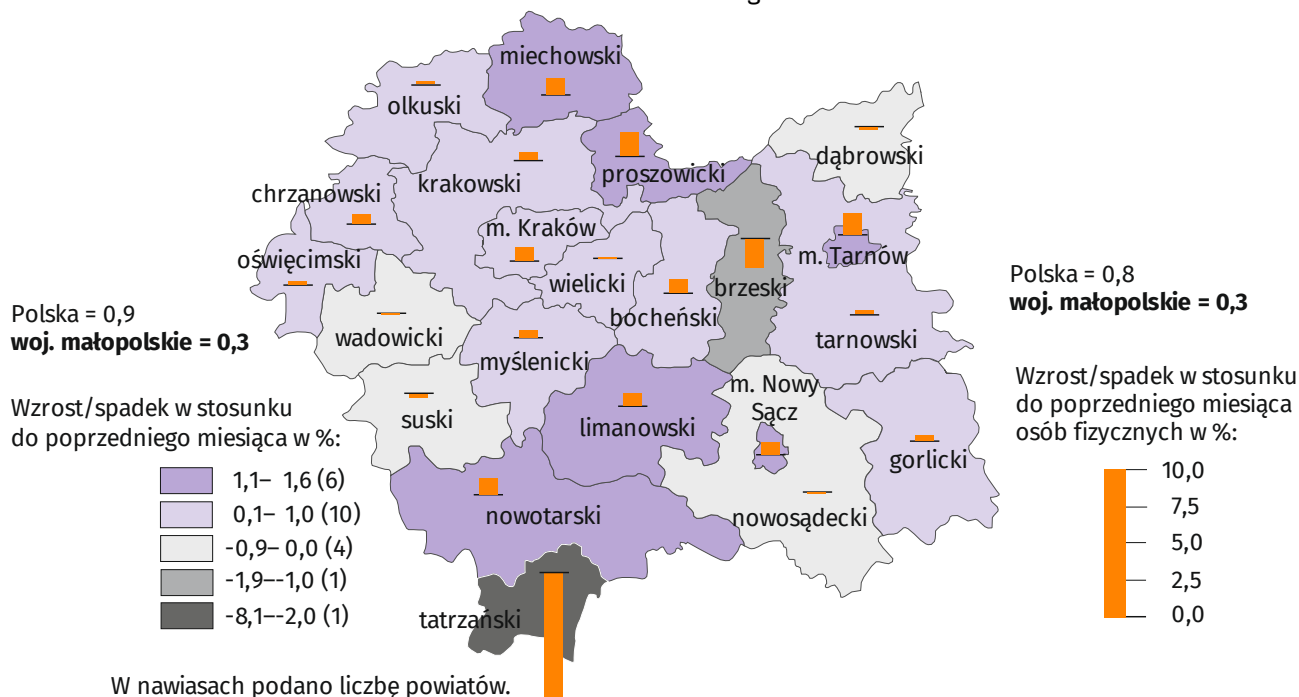 miechowski
olkuski
dąbrowski
proszowicki
krakowski
chrzanowski
m. Kraków
m. Tarnów
oświęcimski
wielicki
brzeski
bocheński
Polska = 0,9
woj. małopolskie = 0,3
wadowicki
myślenicki
tarnowski
Polska = 0,8
woj. małopolskie = 0,3
m. Nowy
Sącz
suski
limanowski
gorlicki
nowotarski
nowosądecki
tatrzański
Wzrost/spadek w stosunku
do poprzedniego miesiąca w %:
1,1– 1,6 (6)
0,1– 1,0 (10)
-0,9– 0,0 (4)
-1,9–-1,0 (1)
-8,1–-2,0 (1)
Wzrost/spadek w stosunku
do poprzedniego miesiąca
osób fizycznych w %:
10,0
7,5
5,0
2,5
0,0
W nawiasach podano liczbę powiatów.